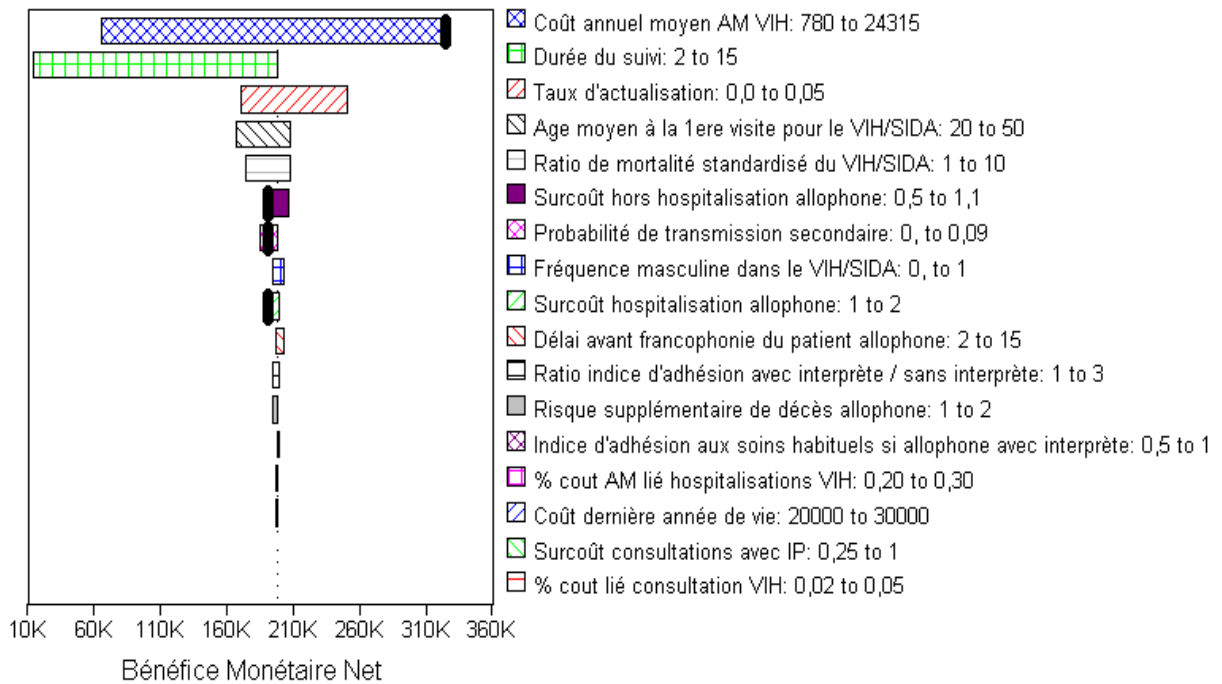 Coût annuel moyen AM VIH: 780 to 24315
Durée du suivi: 2 to 15
Taux d'actualisation: 0,0 to 0,05
Age moyen à la 1ere visite pour le VIH/SIDA: 20 to 50
Ratio de mortalité standardisé du VIH/SIDA: 1 to 10
Surcoût hors hospitalisation allophone: 0,5 to 1,1
Probabilité de transmission secondaire: 0, to 0,09
Fréquence masculine dans le VIH/SIDA: 0, to 1
Surcoût hospitalisation allophone: 1 to 2
Délai avant francophonie du patient allophone: 2 to 15
Ratio indice d'adhésion avec interprète / sans interprète: 1 to 3
Risque supplémentaire de décès allophone: 1 to 2
Indice d'adhésion aux soins habituels si allophone avec interprète: 0,5 to 1
% cout AM lié hospitalisations VIH: 0,20 to 0,30
Coût dernière année de vie: 20000 to 30000
Surcoût consultations avec IP: 0,25 to 1
% cout lié consultation VIH: 0,02 to 0,05
10K 60K 110K 160K 210K 260K 310K 360K
Bénéfice Monétaire Net